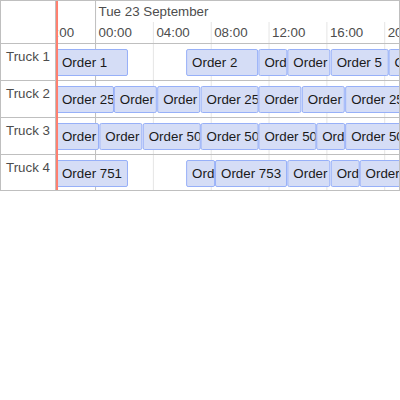 Tue 23 September
00 00:00 04:00 08:00 12:00 16:00 20
Truck 1 Order 1 Order 2 Ord Order Order 5
Truck 2 Order 25 Order Order Order 25 Order Order Order 25
Truck 3 Order Order Order 50 Order 50 Order 50 Ord Order 50
Truck 4 Order 751 Ord Order 753 Order Ord Order